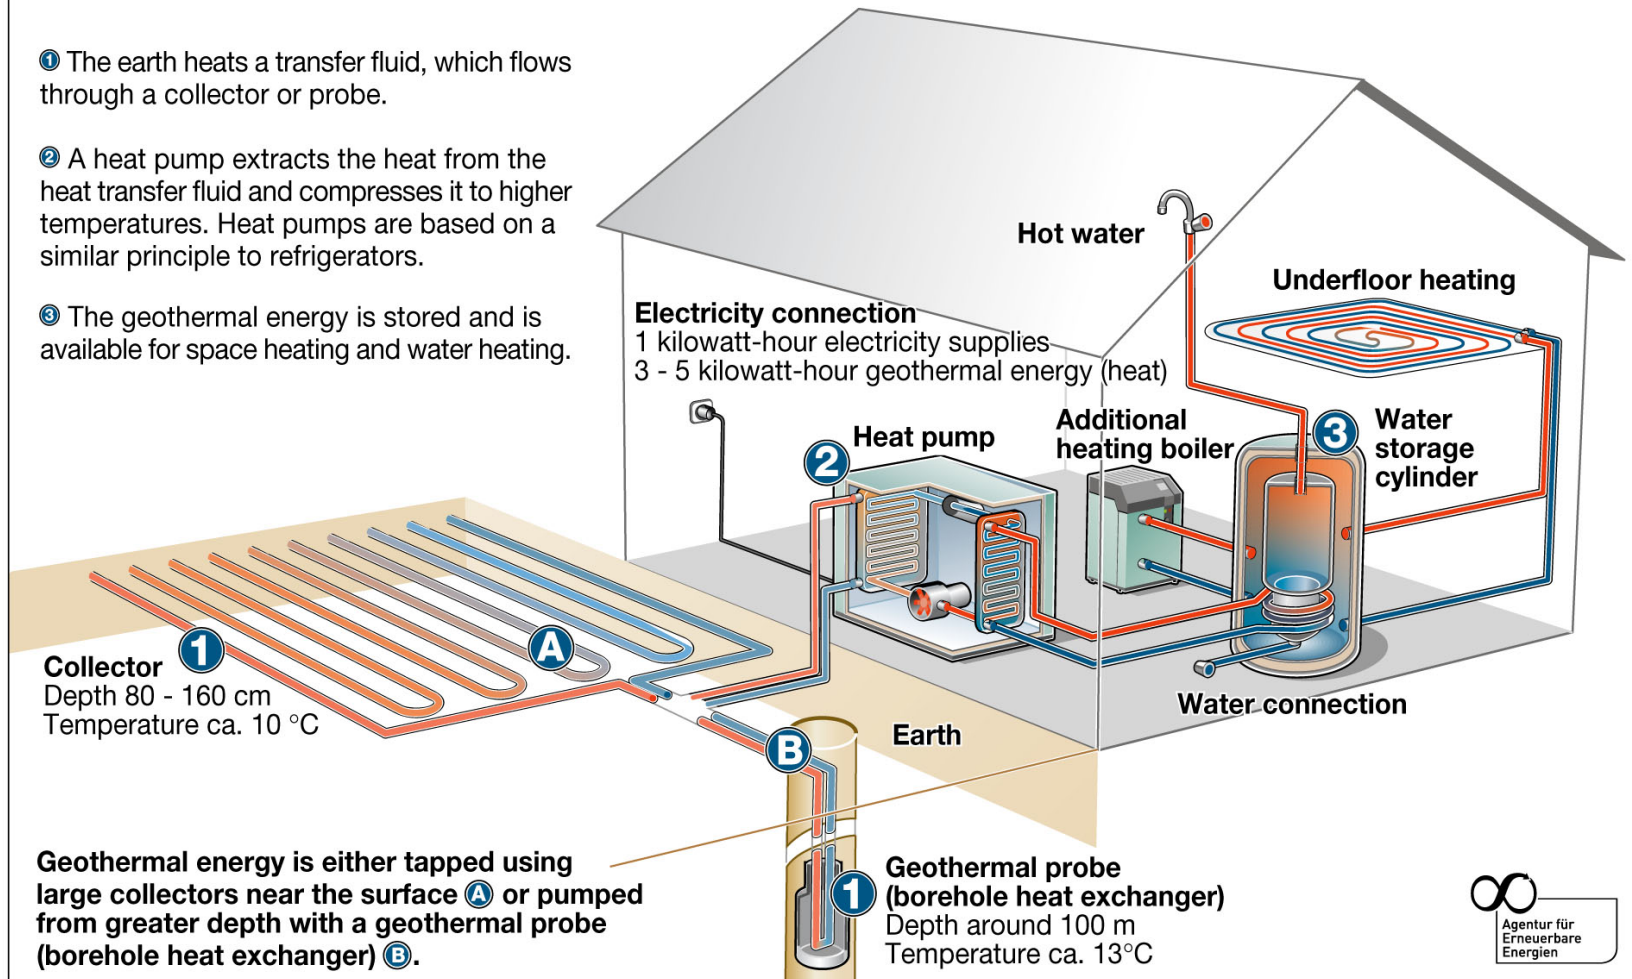 1 The earth heats a transfer fluid, which flows
through a collector or probe.
2 A heat pump extracts the heat from the
heat transfer fluid and compresses it to higher
temperatures. Heat pumps are based on a
similar principle to refrigerators.
3 The geothermal energy is stored and is
available for space heating and water heating.
Hot water
Underfloor heating
Electricity connection
1 kilowatt-hour electricity supplies
3 - 5 kilowatt-hour geothermal energy (heat)
2
Heat pump
Additional
heating boiler
3
Water
storage
cylinder
1
A
Collector
Depth 80 - 160 cm
Temperature ca. 10 °C
Water connection
B
Earth
Geothermal energy is either tapped using
large collectors near the surface A or pumped
from greater depth with a geothermal probe
(borehole heat exchanger) B.
1
Geothermal probe
(borehole heat exchanger)
Depth around 100 m
Temperature ca. 13°C
Agentur für
Erneuerbare
Energien